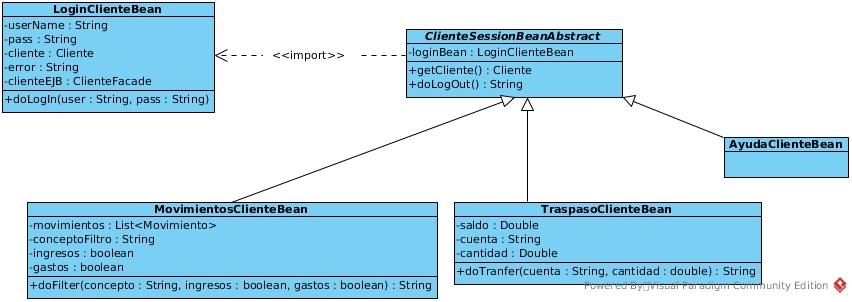 LoginClienteBean
-userName : String
-pass : String
-cliente : Cliente
-error : String
-clienteEJB : ClienteFacade
+doLogIn(user : String, pass : String)
<<import>>
ClienteSessionBeanAbstract
-loginBean : LoginClienteBean
+getCliente() : Cliente
+doLogOut() : String
AyudaClienteBean
MovimientosClienteBean
-movimientos : List<Movimiento>
-conceptoFiltro : String
-ingresos : boolean
-gastos : boolean
+doFilter(concepto : String, ingresos : boolean, gastos : boolean) : String
TraspasoClienteBean
-saldo : Double
-cuenta : String
-cantidad : Double
+doTranfer(cuenta : String, cantidad : double) : String
Powered By Visual Paradigm Community Edition